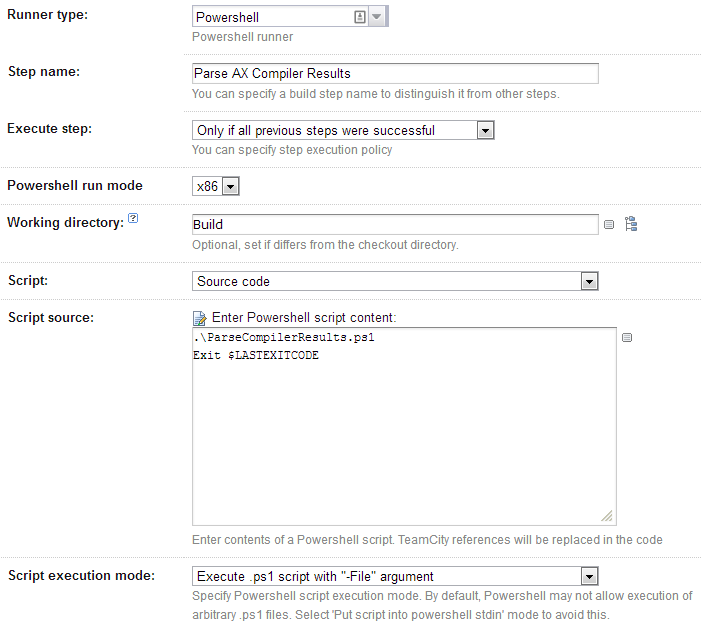 Runner type:
Powershell
Powershell runner
Step name:
Parse AX Compiler Results
You can specify a build step name to distinguish it from other steps.
Execute step:
Only if all previous steps were successful
You can specify step execution policy
Powershell run mode
x86
Working directory: ?
Build
Optional, set if differs from the checkout directory.
Script:
Source code
Script source:
Enter Powershell script content:
.\ParseCompilerResults.ps1
Exit $LASTEXITCODE
Enter contents of a Powershell script. TeamCity references will be replaced in the code
Script execution mode:
Execute .ps1 script with "-File" argument
Specify Powershell script execution mode. By default, Powershell may not allow execution of
arbitrary .ps1 files. Select 'Put script into powershell stdin' mode to avoid this.